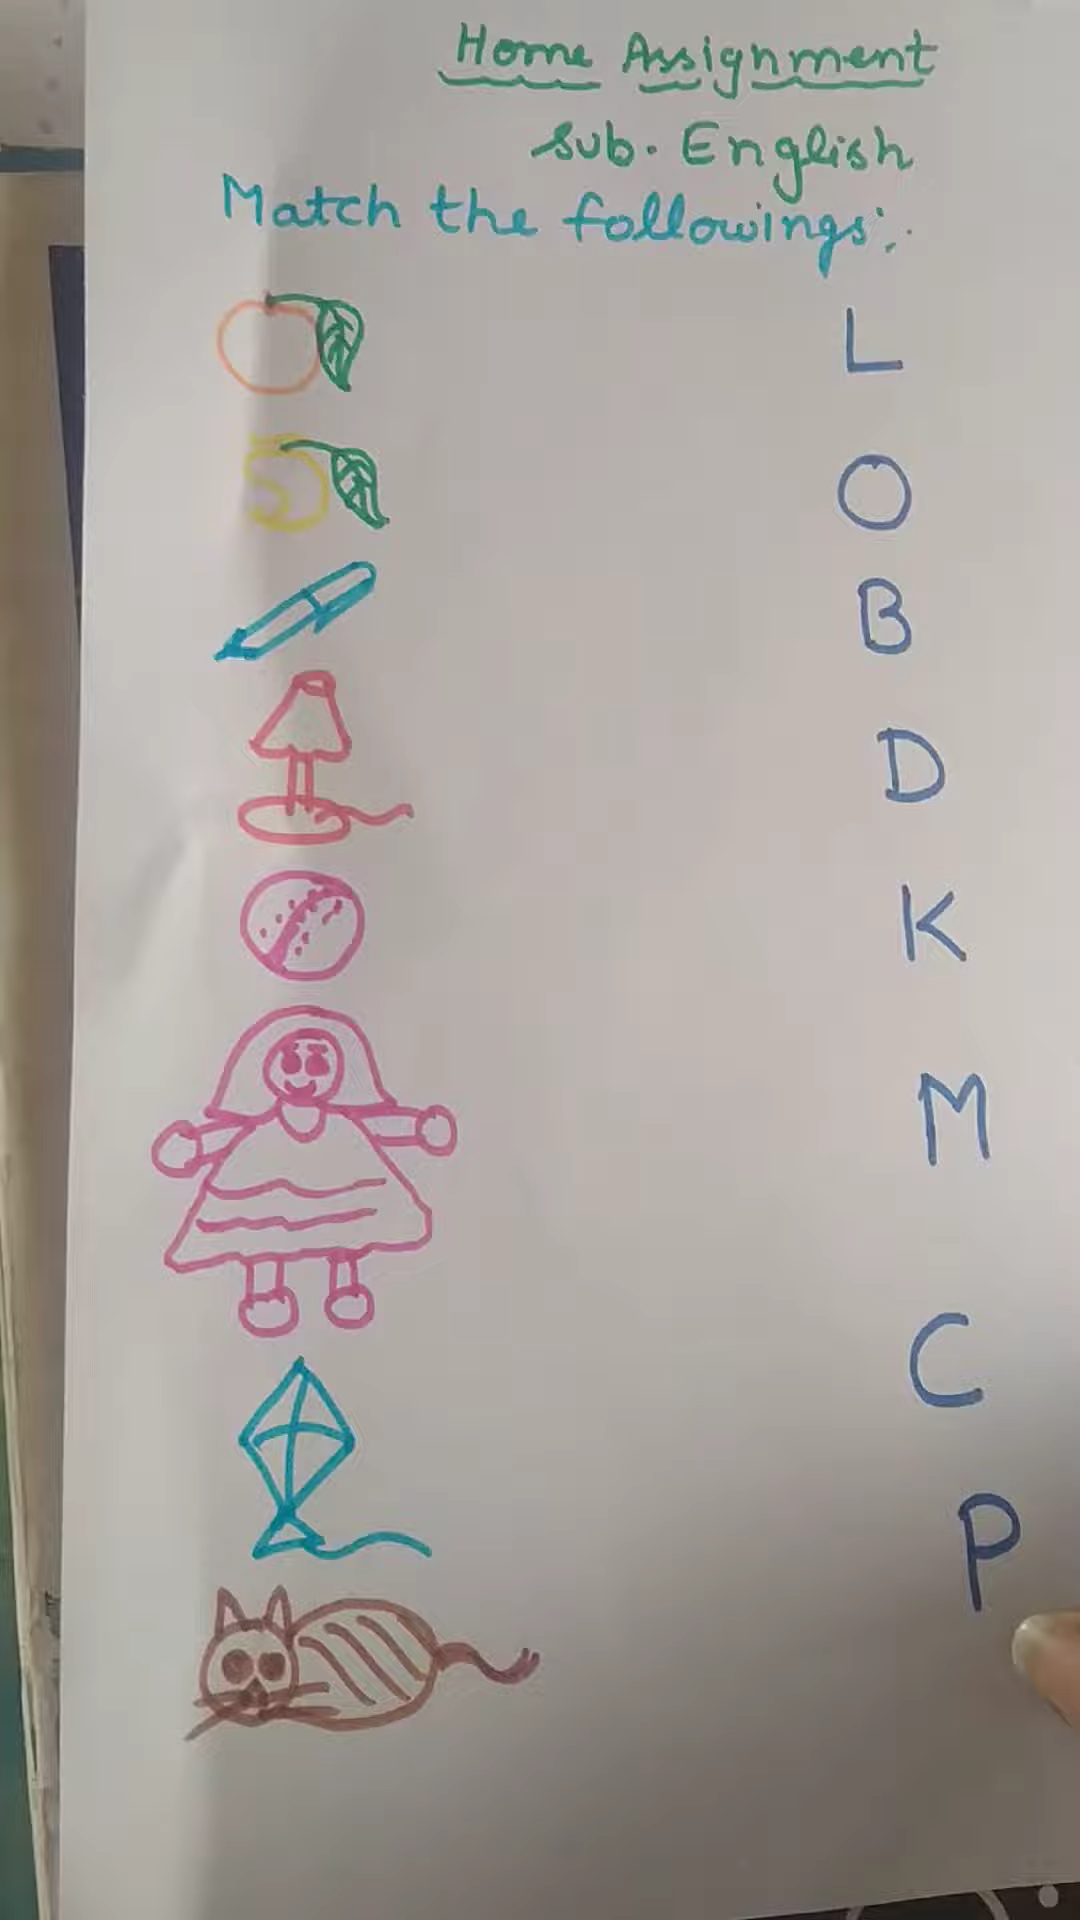 Home Assignment
Sub. English
Match the followings:.
L
O
B
D
K
M
C
P